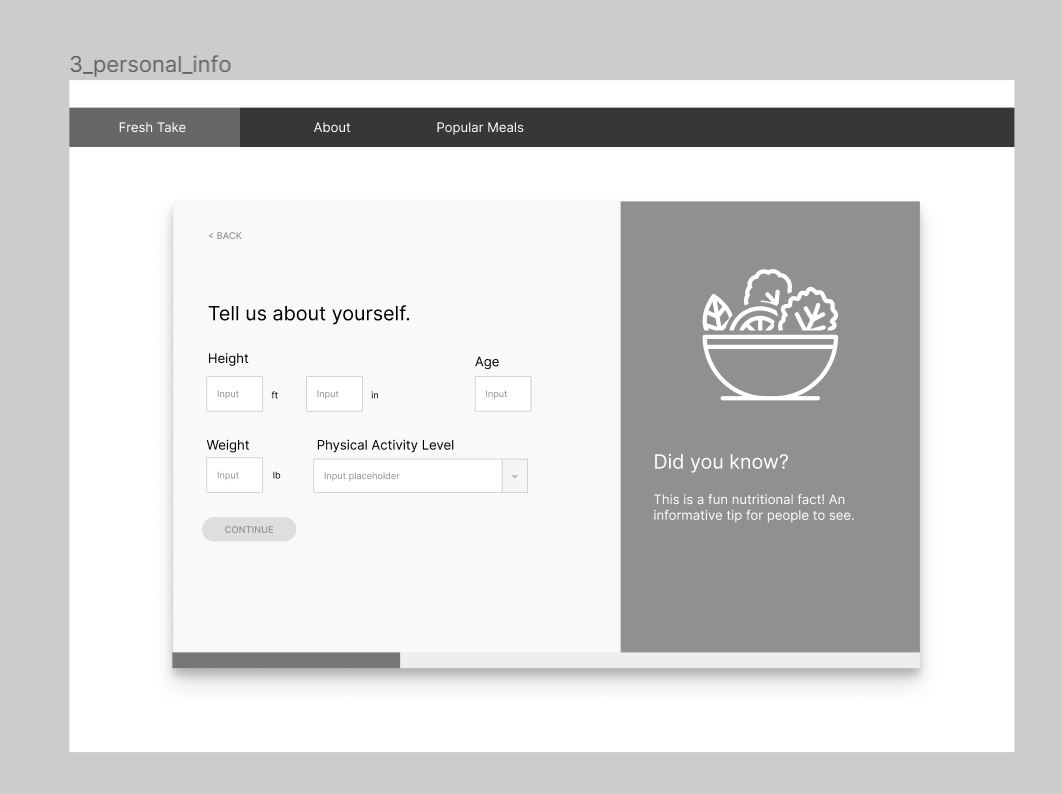 3_personal_info
Fresh Take About Popular Meals
< BACK
Tell us about yourself.
Height Age
Input ft Input in Input
Weight Physical Activity Level
Input lb Input placeholder
CONTINUE
Did you know?
This is a fun nutritional fact! An
informative tip for people to see.